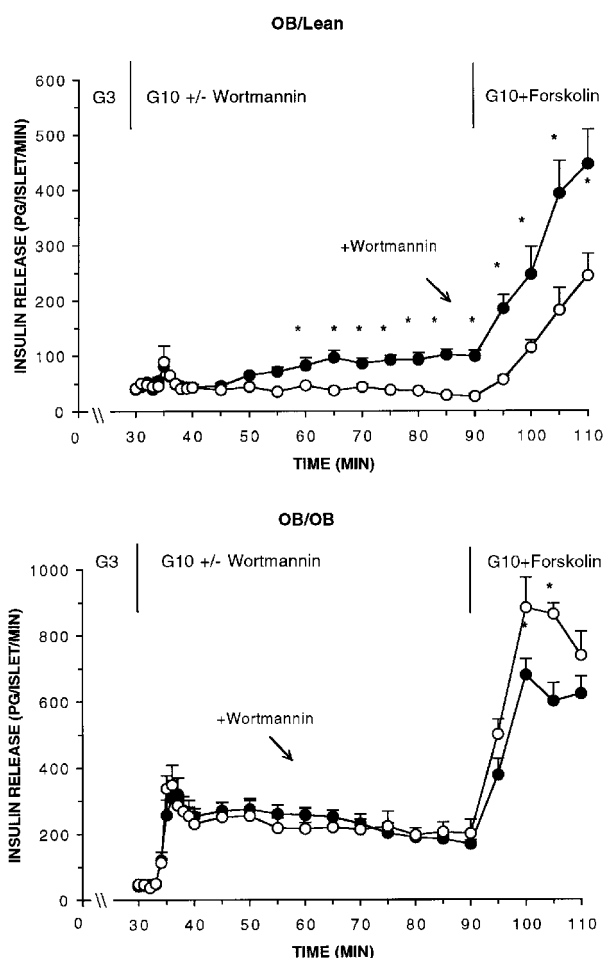 OB/Lean
G3
G10 +/- Wortmannin
G10+Forskolin
INSULIN RELEASE (PG/ISLET/MIN)
600
500
400
300
200
100
0
+Wortmannin
* * * * * * * * * * *
0 30 40 50 60 70 80 90 100 110
TIME (MIN)
OB/OB
G3
G10 +/- Wortmannin
G10+Forskolin
INSULIN RELEASE (PG/ISLET/MIN)
1000
800
600
400
200
0
+Wortmannin
* *
0 30 40 50 60 70 80 90 100 110
TIME (MIN)